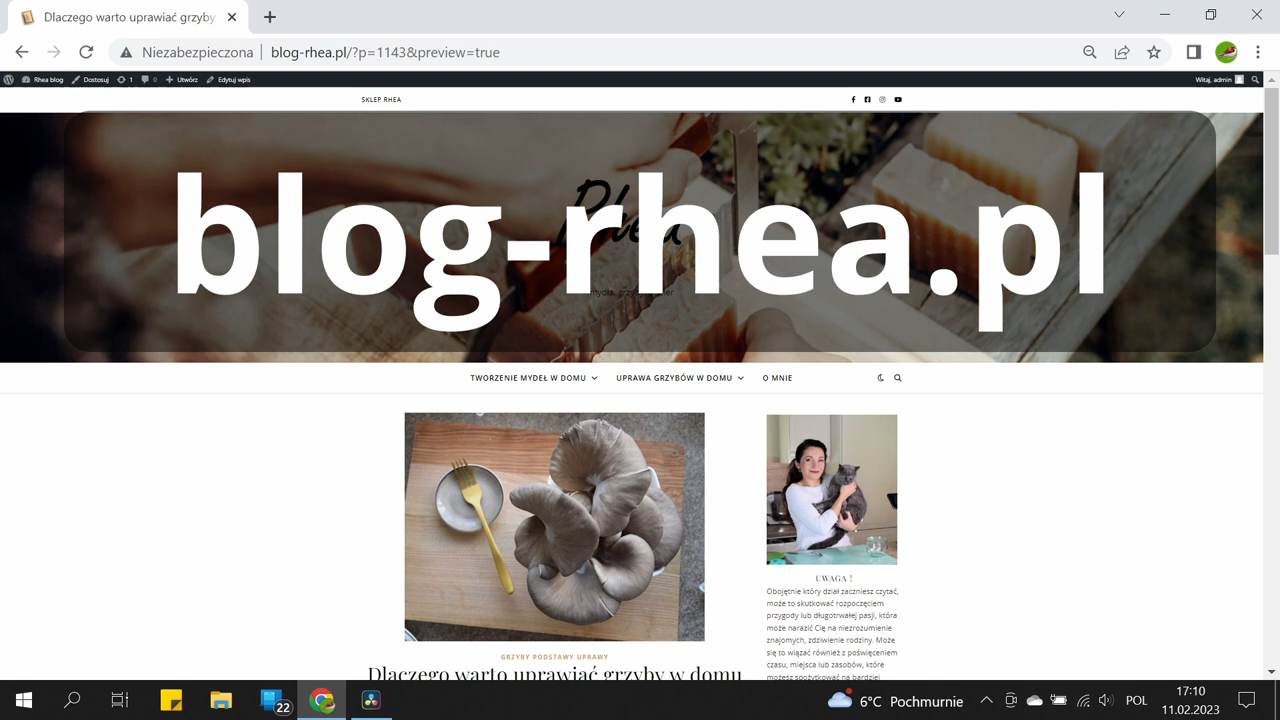 Dlaczego warto uprawiać grzyby
Niezabezpieczona
blog-rhea.pl/?p=1143&preview=true
Rhea blog
Dostosuj
1
0
Utwórz
Edytuj wpis
Witaj, admin
SKLEP RHEA
Rhea
blog-rhea.pl
TWORZENIE MYDEŁ W DOMU
UPRAWA GRZYBÓW W DOMU
O MNIE
UWAGA !
Obojętnie który dział zaczniesz czytać,
może to skutkować rozpoczęciem
przygody lub długotrwałej pasji, która
może narazić Cię na niezrozumienie
znajomych, zdziwienie rodziny. Może
się to wiązać również z poświęceniem
czasu, miejsca lub zasobów, które
możesz spożytkować na bardziej
GRZYBY PODSTAWY UPRAWY
Dlaczego warto uprawiać grzyby w domu
22
6°C Pochmurnie
POL
17:10
11.02.2023